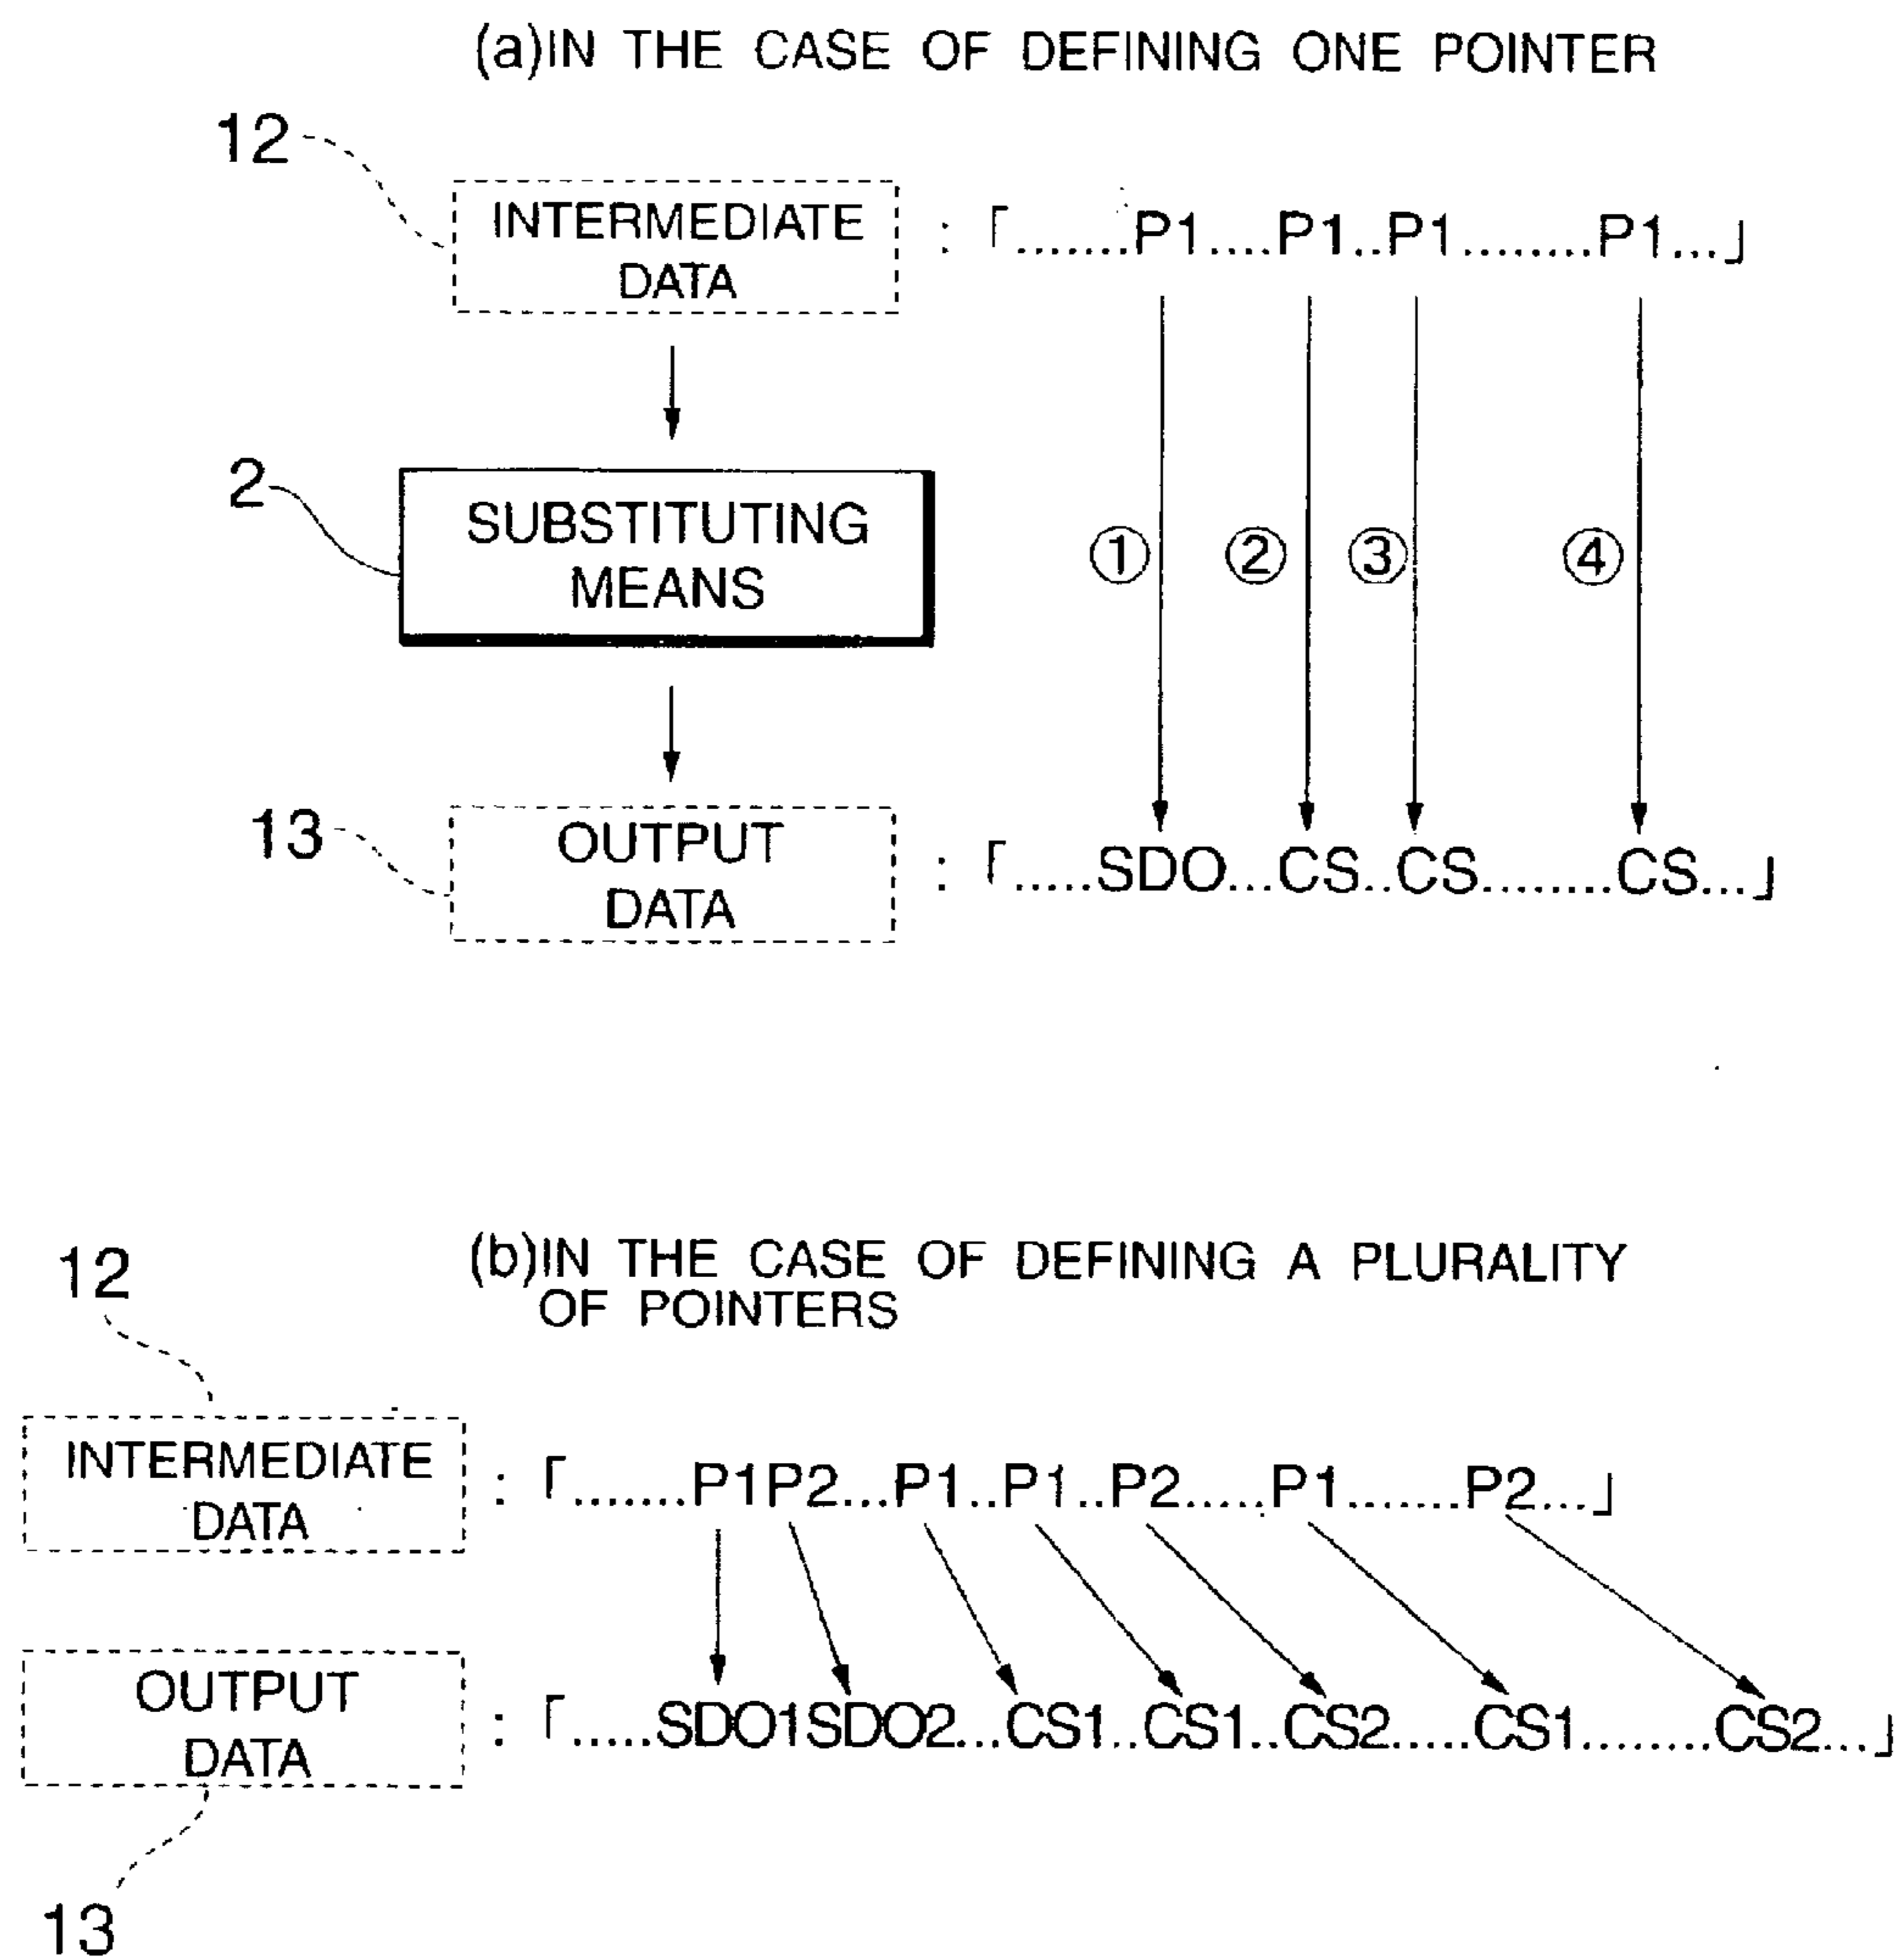 (a)IN THE CASE OF DEFINING ONE POINTER
12
INTERMEDIATE
DATA
: 「........P1....P1..P1.........P1...」
2
SUBSTITUTING
MEANS
① ② ③ ④
13
OUTPUT
DATA
: 「.....SDO...CS..CS........CS...」
(b)IN THE CASE OF DEFINING A PLURALITY
OF POINTERS
12
INTERMEDIATE
DATA
: 「.......P1P2...P1..P1..P2.....P1.......P2...」
OUTPUT
DATA
: 「.....SDO1SDO2...CS1..CS1..CS2.....CS1........CS2...」
13